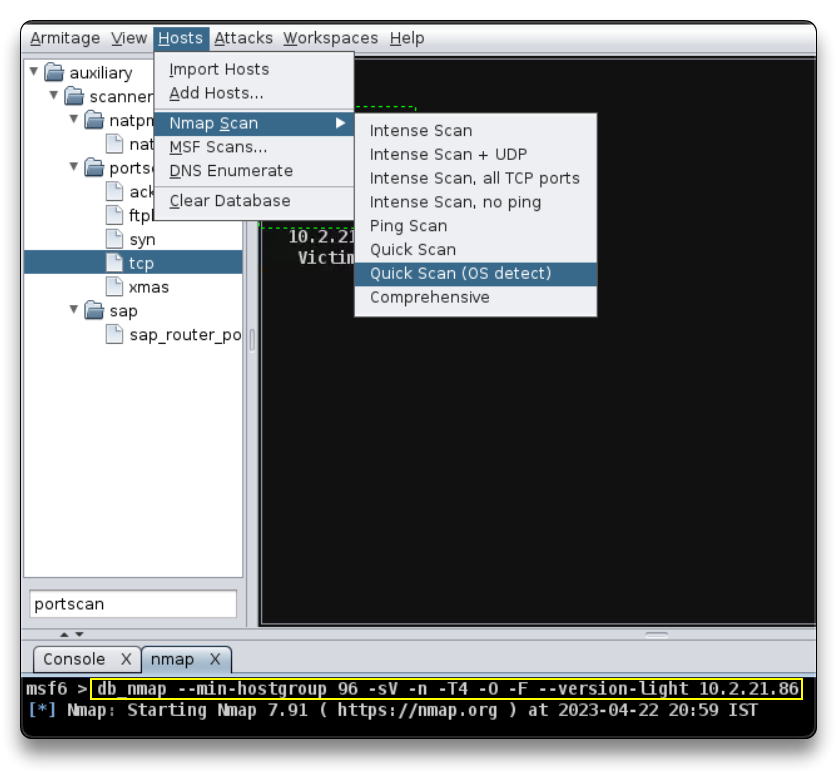 Armitage View Hosts Attacks Workspaces Help
auxiliary
scanner
natpm
nat
portsc
ack
ftpl
syn
tcp
xmas
sap
sap_router_po
portscan
Import Hosts
Add Hosts...
Nmap Scan
MSF Scans...
DNS Enumerate
Clear Database
Intense Scan
Intense Scan + UDP
Intense Scan, all TCP ports
Intense Scan, no ping
Ping Scan
Quick Scan
Quick Scan (OS detect)
Comprehensive
10.2.21
Victim
Console X nmap X
msf6 > db_nmap --min-hostgroup 96 -sV -n -T4 -O -F --version-light 10.2.21.86
[*] Nmap: Starting Nmap 7.91 ( https://nmap.org ) at 2023-04-22 20:59 IST